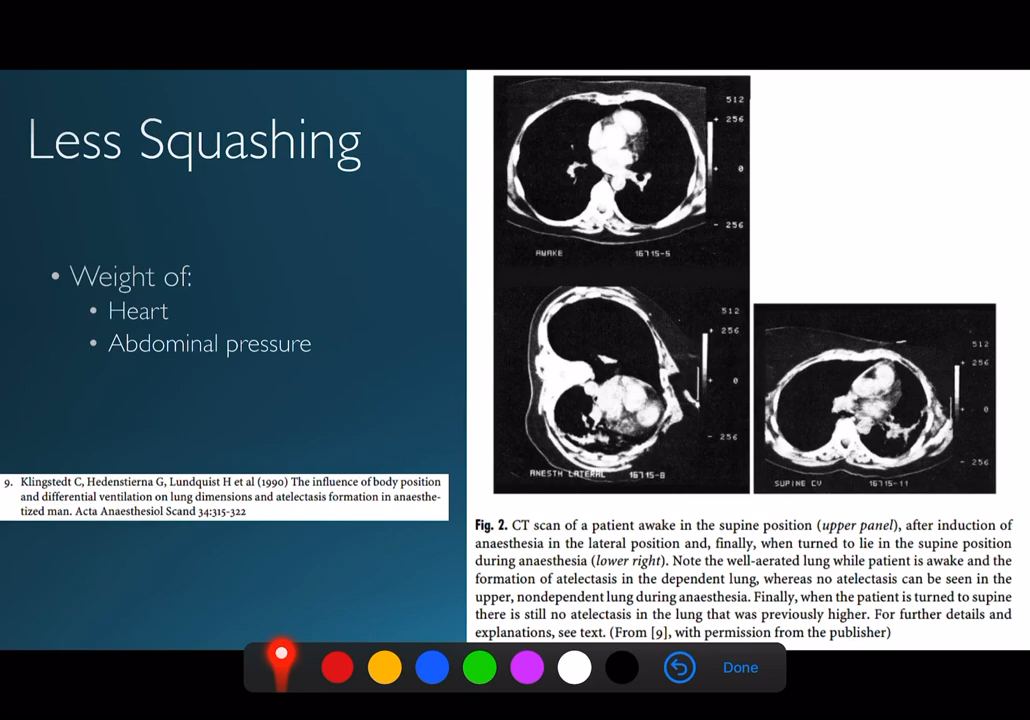 Less Squashing
• Weight of:
• Heart
• Abdominal pressure
9. Klingstedt C, Hedenstierna G, Lundquist H et al (1990) The influence of body position
and differential ventilation on lung dimensions and atelectasis formation in anaesthe-
tized man. Acta Anaesthesiol Scand 34:315-322
512
+ 256
+ 0
- 256
AWAKE 16715-5
512
+ 256
+ 0
- 256
ANESTH LATERAL 16715-8
512
+ 256
+ 0
- 256
SUPINE CV 16715-11
Fig. 2. CT scan of a patient awake in the supine position (upper panel), after induction of
anaesthesia in the lateral position and, finally, when turned to lie in the supine position
during anaesthesia (lower right). Note the well-aerated lung while patient is awake and the
formation of atelectasis in the dependent lung, whereas no atelectasis can be seen in the
upper, nondependent lung during anaesthesia. Finally, when the patient is turned to supine
there is still no atelectasis in the lung that was previously higher. For further details and
explanations, see text. (From [9], with permission from the publisher)
Done